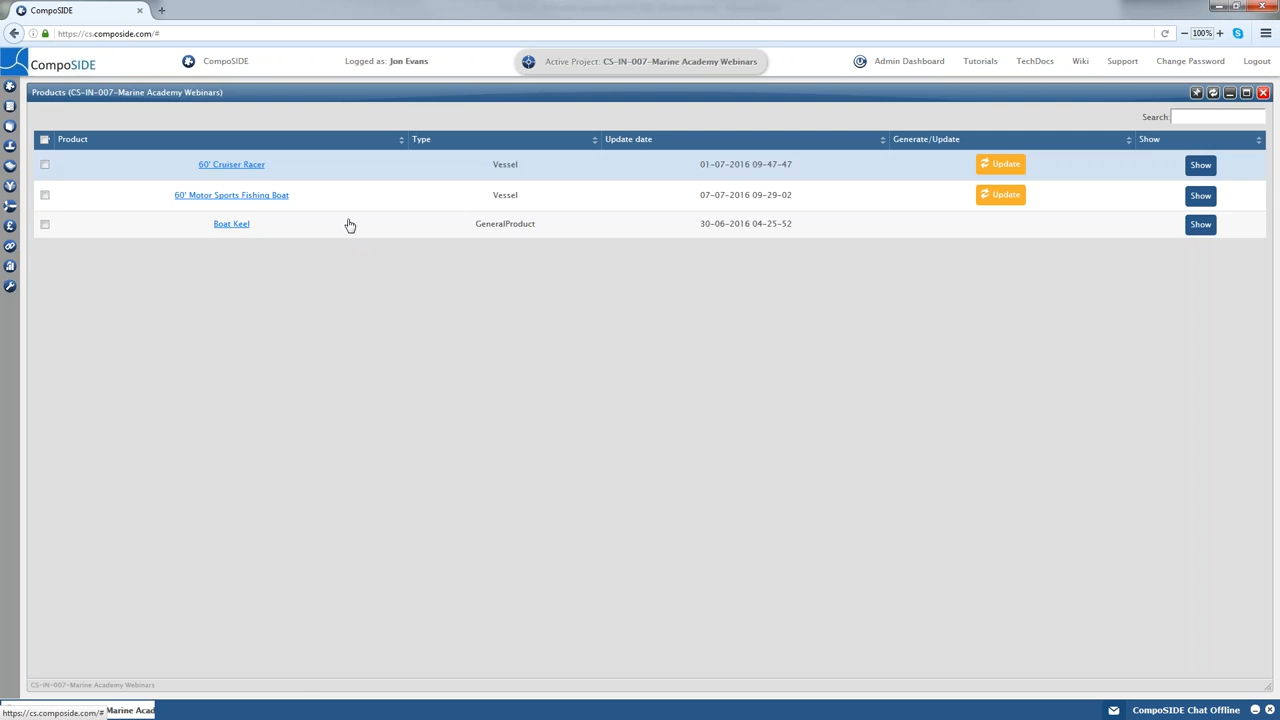 CompoSIDE
https://cs.composide.com/#
100%
CompoSIDE
CompoSIDE
Logged as: Jon Evans
Active Project: CS-IN-007-Marine Academy Webinars
Admin Dashboard
Tutorials
TechDocs
Wiki
Support
Change Password
Logout
Products (CS-IN-007-Marine Academy Webinars)
Search:
Product Type Update date Generate/Update Show
60' Cruiser Racer Vessel 01-07-2016 09-47-47 Update Show
60' Motor Sports Fishing Boat Vessel 07-07-2016 09-29-02 Update Show
Boat Keel GeneralProduct 30-06-2016 04-25-52 Show
CS-IN-007-Marine Academy Webinars
https://cs.composide.com/# Marine Acad
CompoSIDE Chat Offline